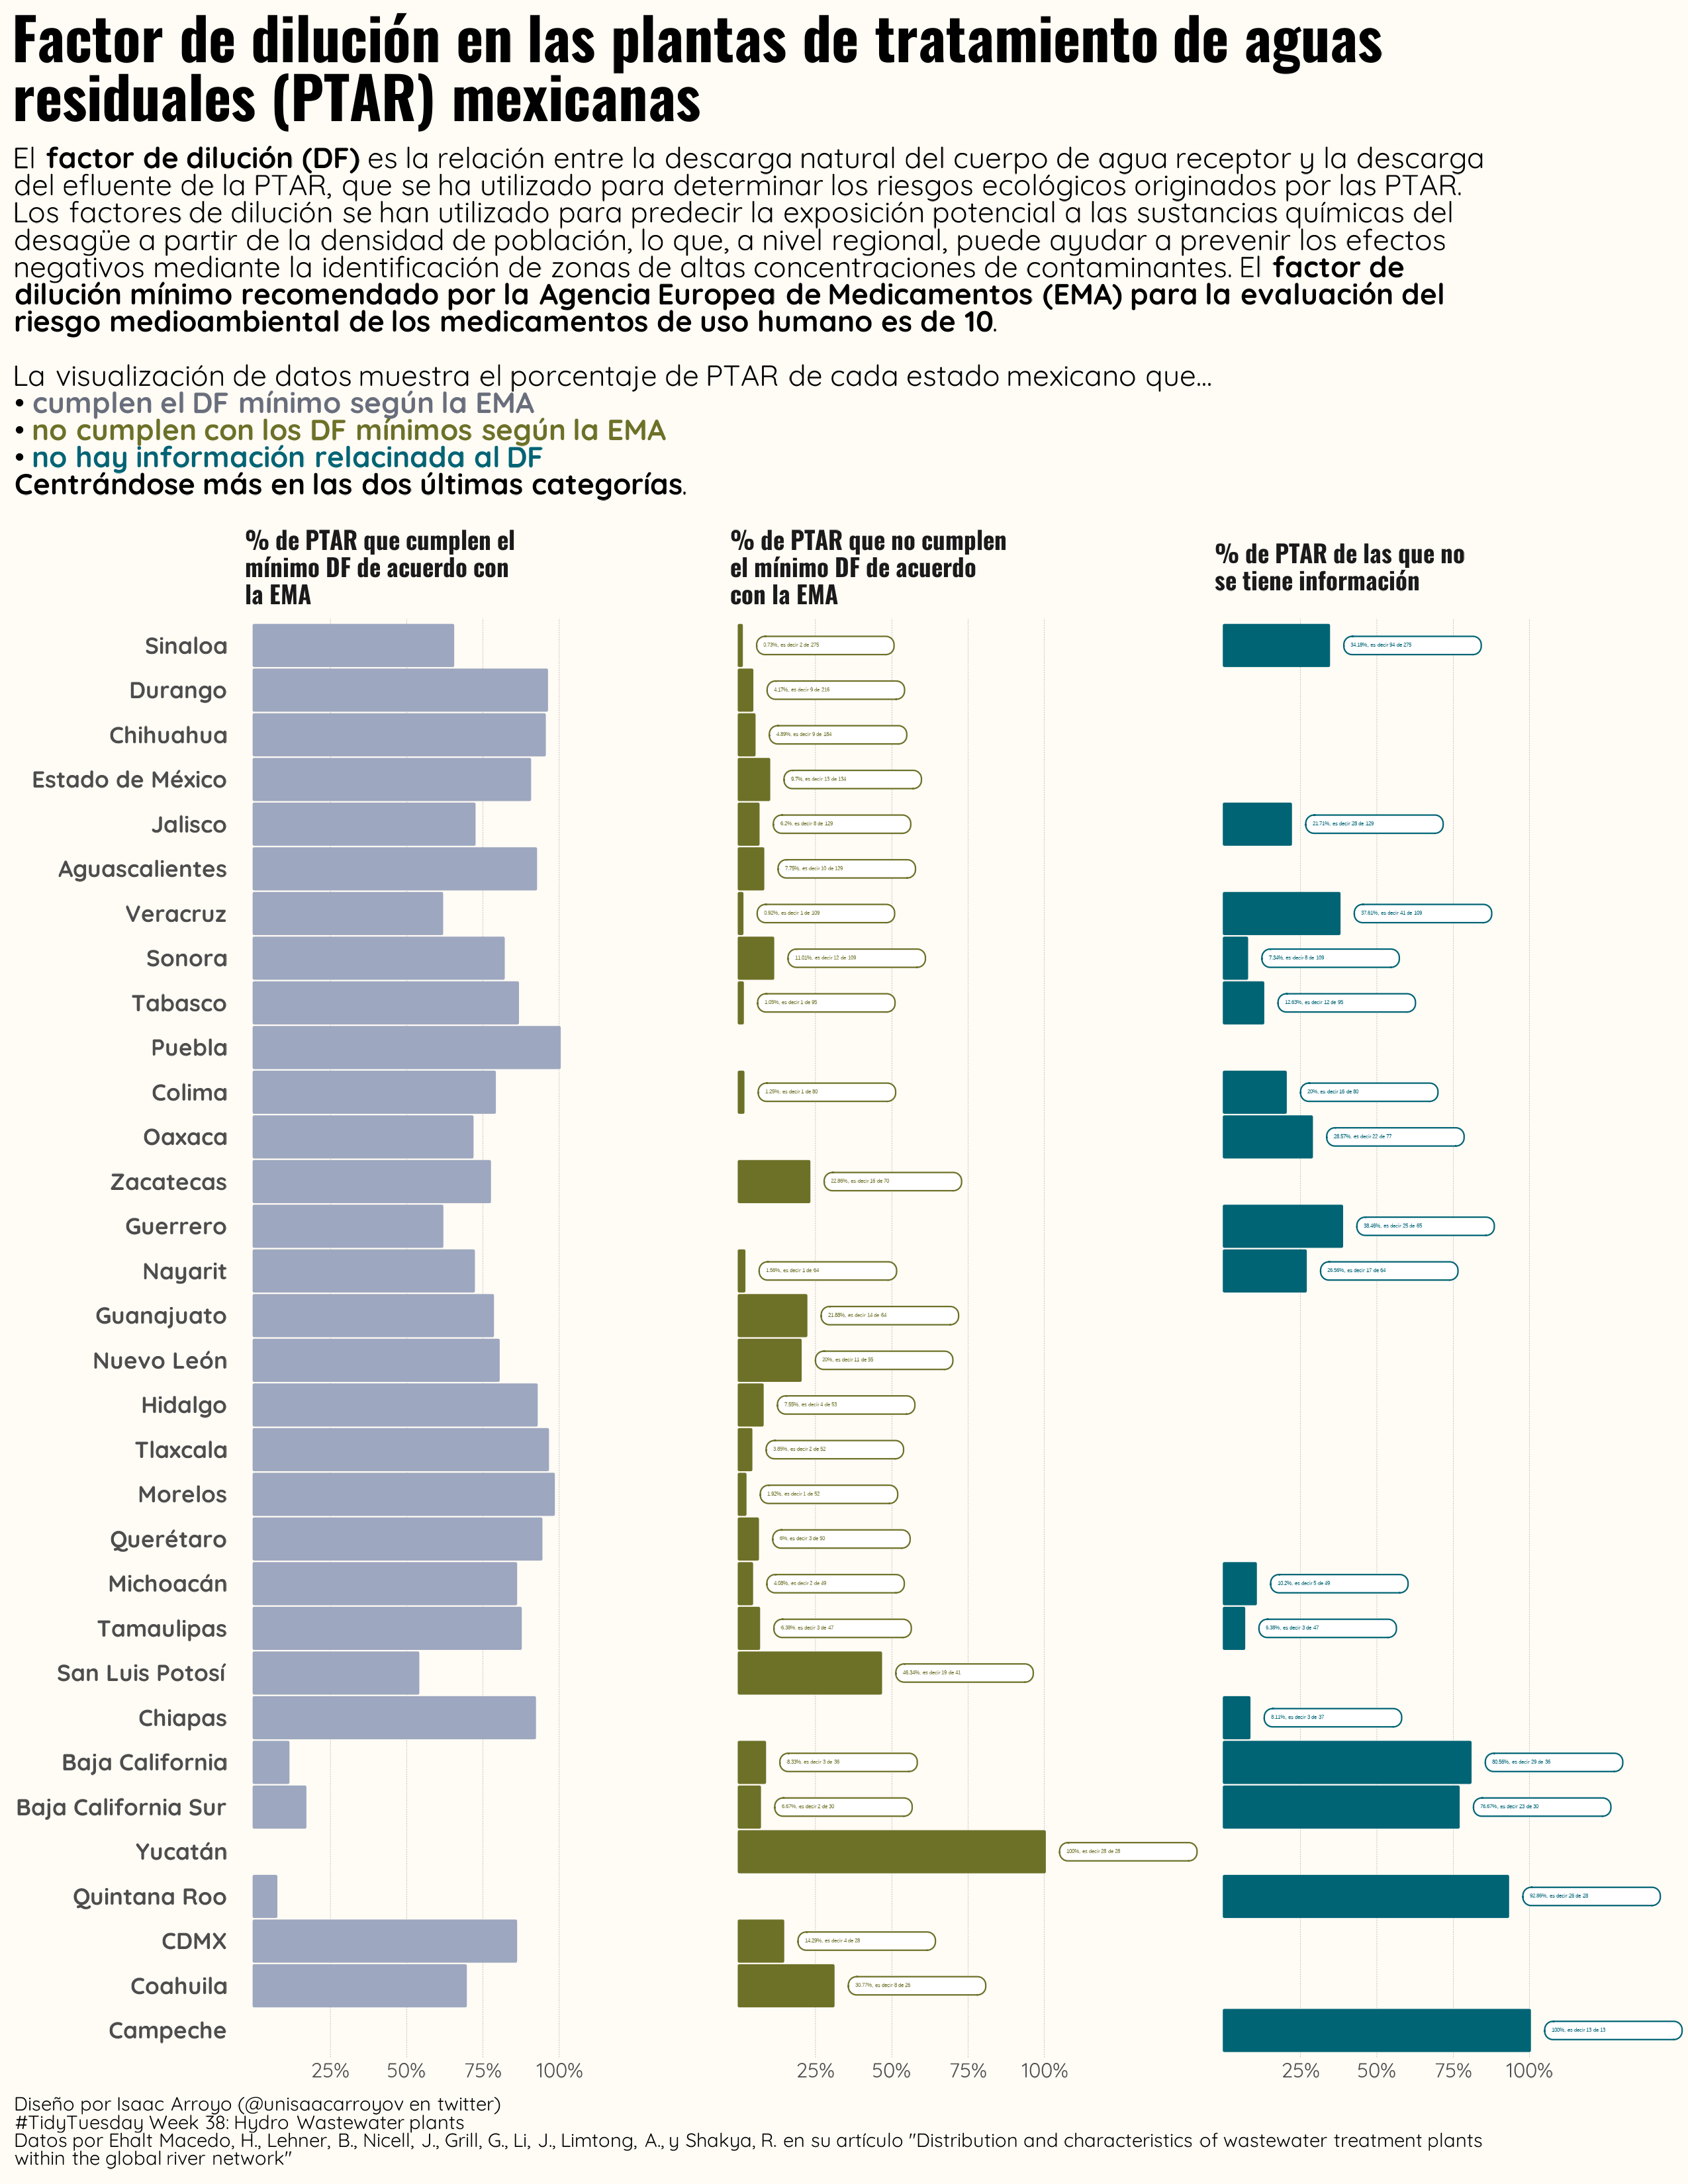 Factor de dilución en las plantas de tratamiento de aguas
residuales (PTAR) mexicanas
El factor de dilución (DF) es la relación entre la descarga natural del cuerpo de agua receptor y la descarga
del efluente de la PTAR, que se ha utilizado para determinar los riesgos ecológicos originados por las PTAR.
Los factores de dilución se han utilizado para predecir la exposición potencial a las sustancias químicas del
desagüe a partir de la densidad de población, lo que, a nivel regional, puede ayudar a prevenir los efectos
negativos mediante la identificación de zonas de altas concentraciones de contaminantes. El factor de
dilución mínimo recomendado por la Agencia Europea de Medicamentos (EMA) para la evaluación del
riesgo medioambiental de los medicamentos de uso humano es de 10.
La visualización de datos muestra el porcentaje de PTAR de cada estado mexicano que...
• cumplen el DF mínimo según la EMA
• no cumplen con los DF mínimos según la EMA
• no hay información relacinada al DF
Centrándose más en las dos últimas categorías.
% de PTAR que cumplen el
mínimo DF de acuerdo con
la EMA
% de PTAR que no cumplen
el mínimo DF de acuerdo
con la EMA
% de PTAR de las que no
se tiene información
Sinaloa
0.73%, es decir 2 de 275
34.18%, es decir 94 de 275
Durango
4.17%, es decir 9 de 216
Chihuahua
4.89%, es decir 9 de 184
Estado de México
9.7%, es decir 13 de 134
Jalisco
6.2%, es decir 8 de 129
21.71%, es decir 28 de 129
Aguascalientes
7.75%, es decir 10 de 129
Veracruz
0.92%, es decir 1 de 109
37.61%, es decir 41 de 109
Sonora
11.01%, es decir 12 de 109
7.34%, es decir 8 de 109
Tabasco
1.05%, es decir 1 de 95
12.63%, es decir 12 de 95
Puebla
Colima
1.25%, es decir 1 de 80
20%, es decir 16 de 80
Oaxaca
28.57%, es decir 22 de 77
Zacatecas
22.86%, es decir 16 de 70
Guerrero
38.46%, es decir 25 de 65
Nayarit
1.56%, es decir 1 de 64
26.56%, es decir 17 de 64
Guanajuato
21.88%, es decir 14 de 64
Nuevo León
20%, es decir 11 de 55
Hidalgo
7.55%, es decir 4 de 53
Tlaxcala
3.85%, es decir 2 de 52
Morelos
1.92%, es decir 1 de 52
Querétaro
6%, es decir 3 de 50
Michoacán
4.08%, es decir 2 de 49
10.2%, es decir 5 de 49
Tamaulipas
6.38%, es decir 3 de 47
6.38%, es decir 3 de 47
San Luis Potosí
46.34%, es decir 19 de 41
Chiapas
8.11%, es decir 3 de 37
Baja California
8.33%, es decir 3 de 36
80.56%, es decir 29 de 36
Baja California Sur
6.67%, es decir 2 de 30
76.67%, es decir 23 de 30
Yucatán
100%, es decir 28 de 28
Quintana Roo
92.86%, es decir 26 de 28
CDMX
14.29%, es decir 4 de 28
Coahuila
30.77%, es decir 8 de 26
Campeche
100%, es decir 13 de 13
25% 50% 75% 100%
25% 50% 75% 100%
25% 50% 75% 100%
Diseño por Isaac Arroyo (@unisaacarroyov en twitter)
#TidyTuesday Week 38: Hydro Wastewater plants
Datos por Ehalt Macedo, H., Lehner, B., Nicell, J., Grill, G., Li, J., Limtong, A., y Shakya, R. en su artículo "Distribution and characteristics of wastewater treatment plants
within the global river network"